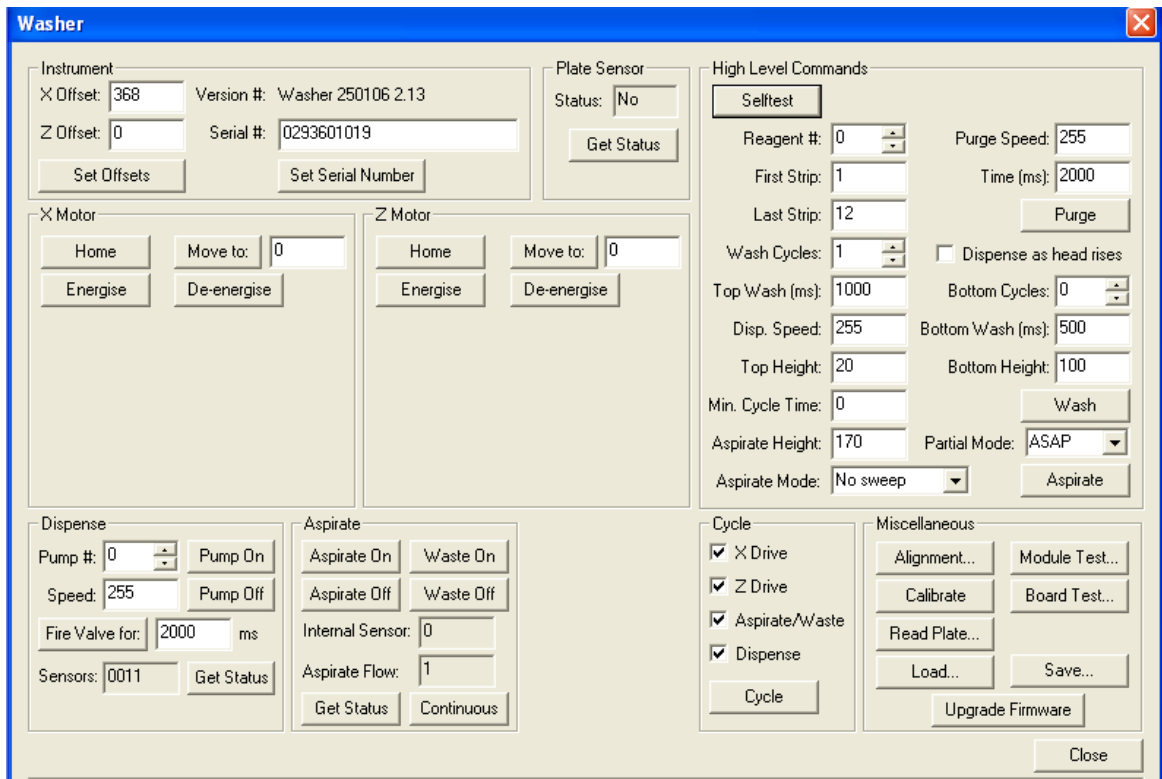 Washer
Instrument
X Offset: 368 Version #: Washer 250106 2.13
Z Offset: 0 Serial #: 0293601019
Set Offsets Set Serial Number
Plate Sensor
Status: No
Get Status
X Motor
Home Move to: 0
Energise De-energise
Z Motor
Home Move to: 0
Energise De-energise
High Level Commands
Selftest
Reagent #: 0 Purge Speed: 255
First Strip: 1 Time (ms): 2000
Last Strip: 12 Purge
Wash Cycles: 1 Dispense as head rises
Top Wash (ms): 1000 Bottom Cycles: 0
Disp. Speed: 255 Bottom Wash (ms): 500
Top Height: 20 Bottom Height: 100
Min. Cycle Time: 0 Wash
Aspirate Height: 170 Partial Mode: ASAP
Aspirate Mode: No sweep Aspirate
Dispense
Pump #: 0 Pump On
Speed: 255 Pump Off
Fire Valve for: 2000 ms
Sensors: 0011 Get Status
Aspirate
Aspirate On Waste On
Aspirate Off Waste Off
Internal Sensor: 0
Aspirate Flow: 1
Get Status Continuous
Cycle
X Drive
Z Drive
Aspirate/Waste
Dispense
Cycle
Miscellaneous
Alignment... Module Test...
Calibrate Board Test...
Read Plate...
Load... Save...
Upgrade Firmware
Close